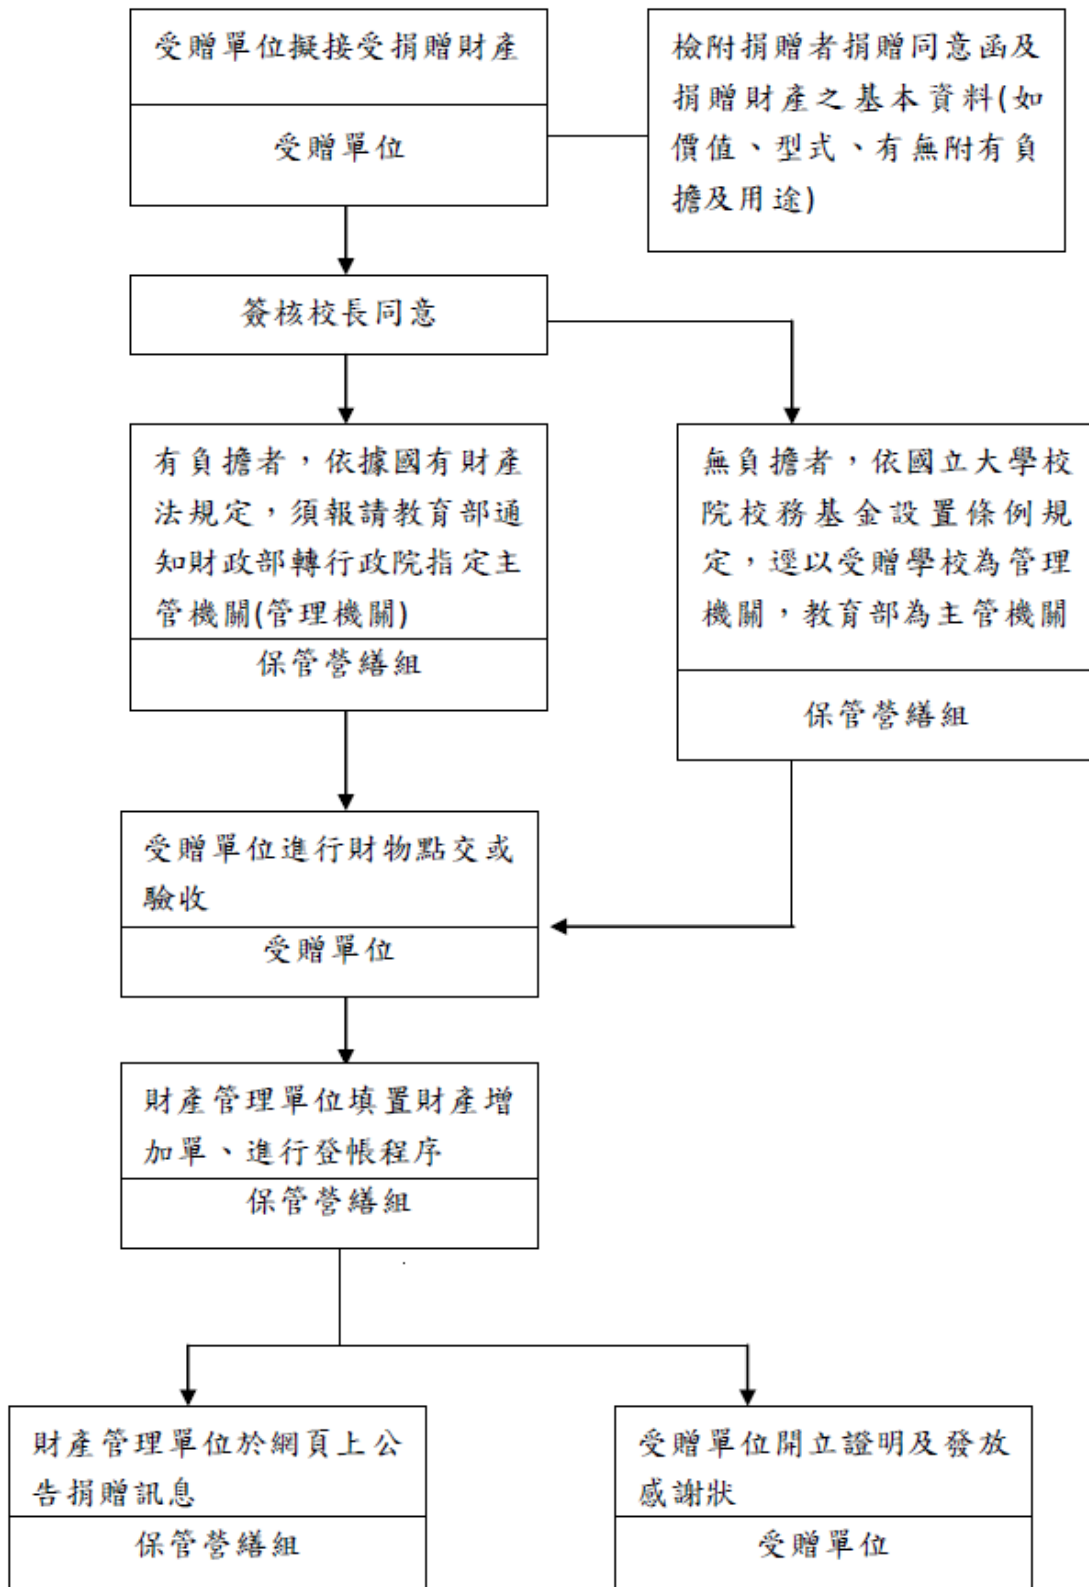 受贈單位擬接受捐贈財產
受贈單位
檢附捐贈者捐贈同意函及
捐贈財產之基本資料(如
價值、型式、有無附有負
擔及用途)
簽核校長同意
有負擔者，依據國有財產
法規定，須報請教育部通
知財政部轉行政院指定主
管機關(管理機關)
保管營繕組
無負擔者，依國立大學校
院校務基金設置條例規
定，逕以受贈學校為管理
機關，教育部為主管機關
保管營繕組
受贈單位進行財物點交或
驗收
受贈單位
財產管理單位填置財產增
加單、進行登帳程序
保管營繕組
財產管理單位於網頁上公
告捐贈訊息
保管營繕組
受贈單位開立證明及發放
感謝狀
受贈單位